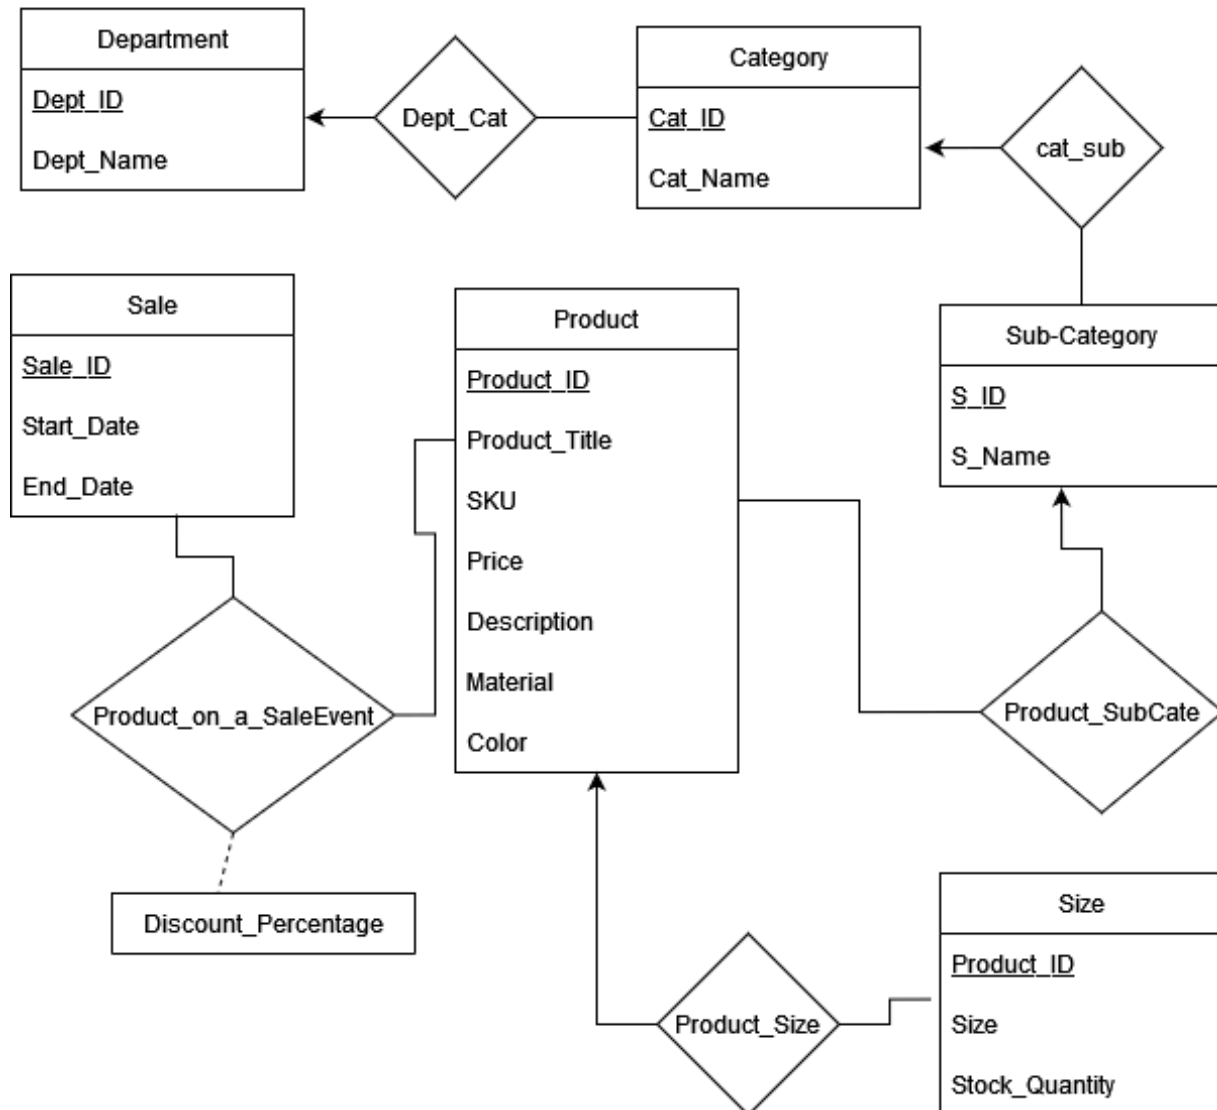 Department
Dept_ID
Dept_Name
Dept_Cat
Category
Cat_ID
Cat_Name
cat_sub
Sale
Sale_ID
Start_Date
End_Date
Product
Product_ID
Product_Title
SKU
Price
Description
Material
Color
Sub-Category
S_ID
S_Name
Product_on_a_SaleEvent
Product_SubCate
Discount_Percentage
Product_Size
Size
Product_ID
Size
Stock_Quantity